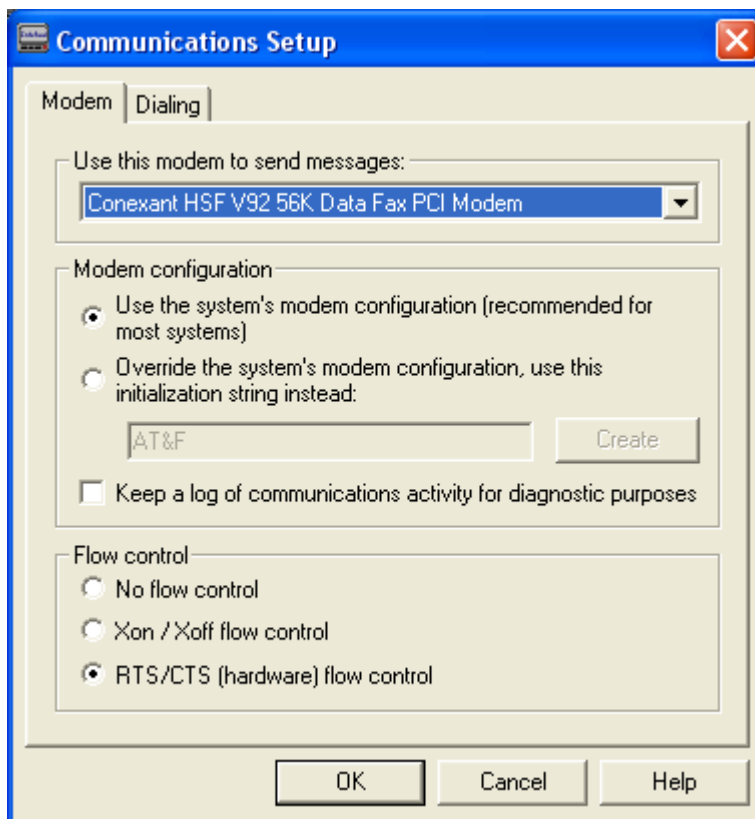 Communications Setup
Modem
Dialing
Use this modem to send messages:
Conexant HSF V92 56K Data Fax PCI Modem
Modem configuration
Use the system's modem configuration (recommended for
most systems)
Override the system's modem configuration, use this
initialization string instead:
AT&F
Create
Keep a log of communications activity for diagnostic purposes
Flow control
No flow control
Xon / Xoff flow control
RTS/CTS (hardware) flow control
OK
Cancel
Help